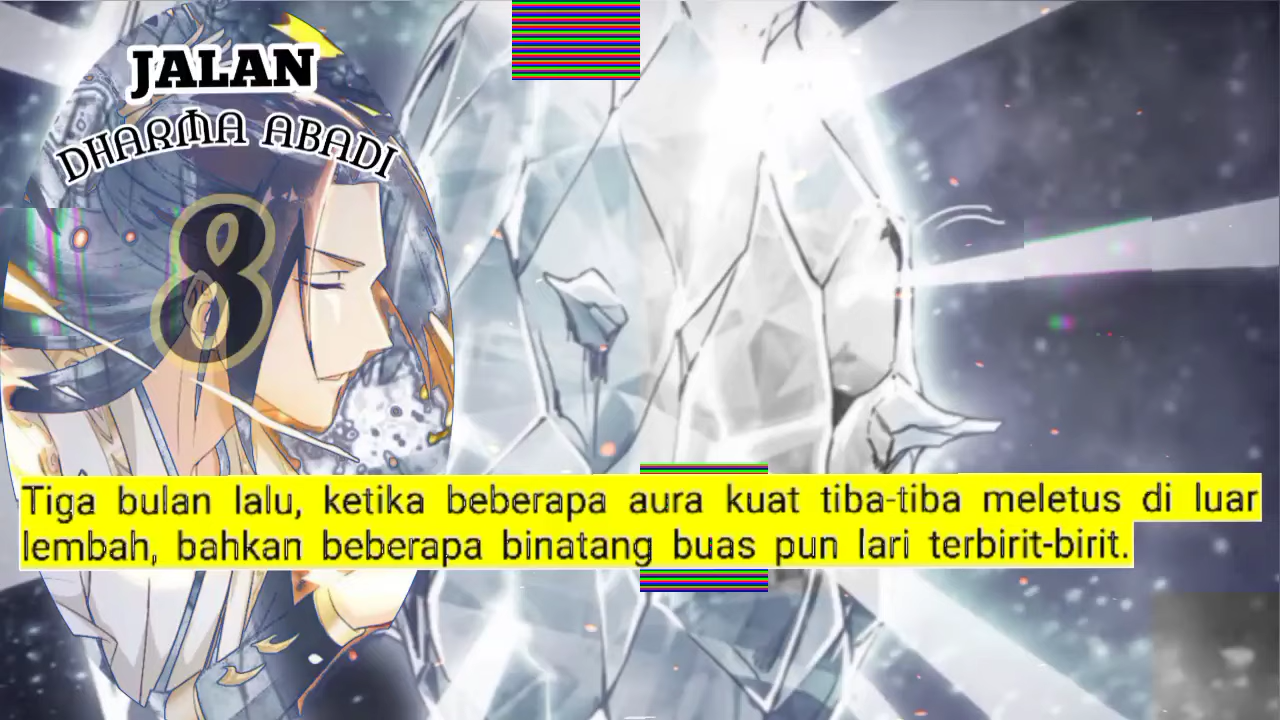 JALAN
DHARMA ABADI
8
Tiga bulan lalu, ketika beberapa aura kuat tiba-tiba meletus di luar
lembah, bahkan beberapa binatang buas pun lari terbirit-birit.